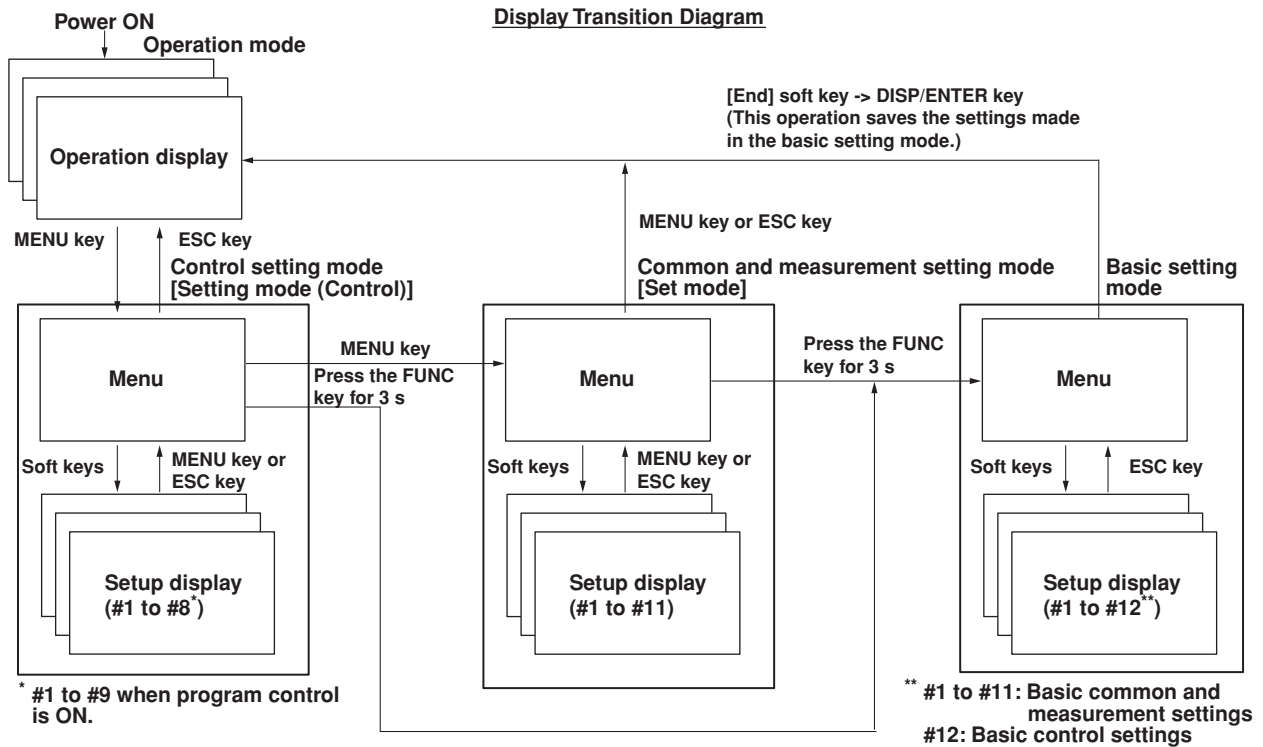 Display Transition Diagram
Power ON
Operation mode
Operation display
[End] soft key -> DISP/ENTER key
(This operation saves the settings made
in the basic setting mode.)
MENU key
ESC key
MENU key or ESC key
Control setting mode
[Setting mode (Control)]
Common and measurement setting mode
[Set mode]
Basic setting
mode
Menu
MENU key
Press the FUNC
key for 3 s
Menu
Press the FUNC
key for 3 s
Menu
Soft keys
MENU key or
ESC key
Soft keys
MENU key or
ESC key
Soft keys
ESC key
Setup display
(#1 to #8*)
Setup display
(#1 to #11)
Setup display
(#1 to #12**)
* #1 to #9 when program control
is ON.
** #1 to #11: Basic common and
measurement settings
#12: Basic control settings